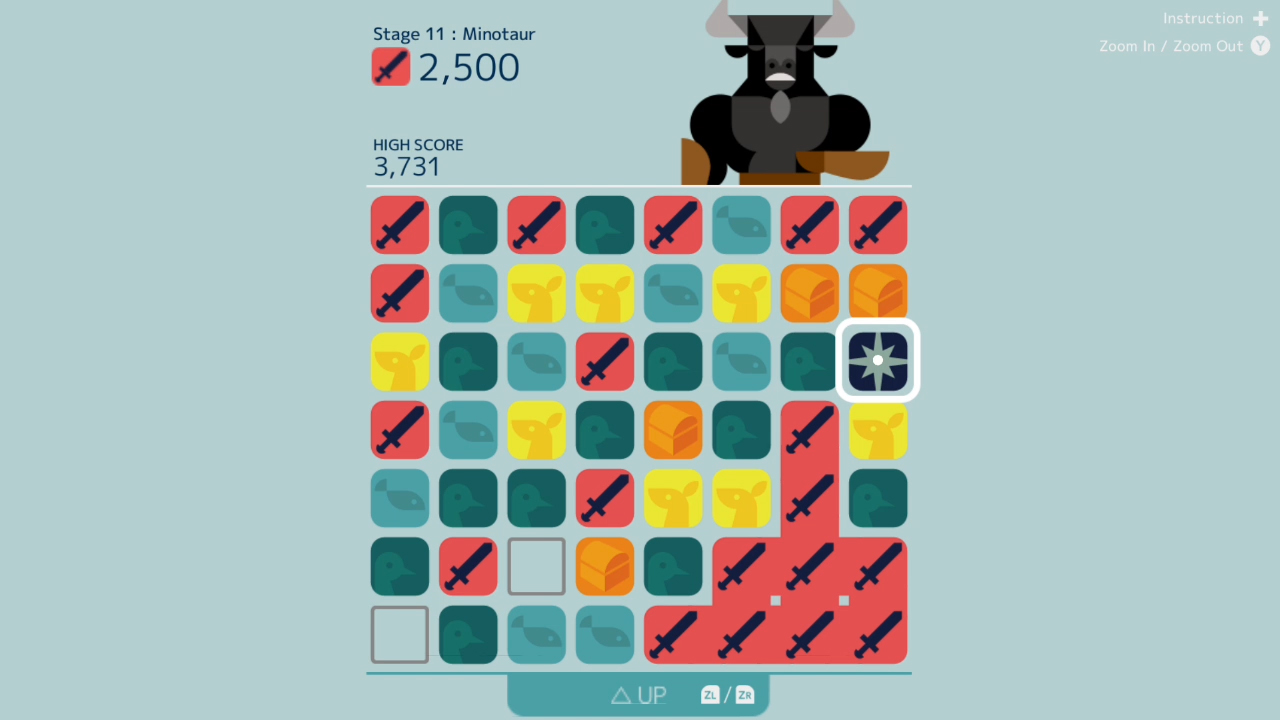 Stage 11 : Minotaur
2,500
HIGH SCORE
3,731
Instruction
Zoom In / Zoom Out Y
UP ZL / ZR